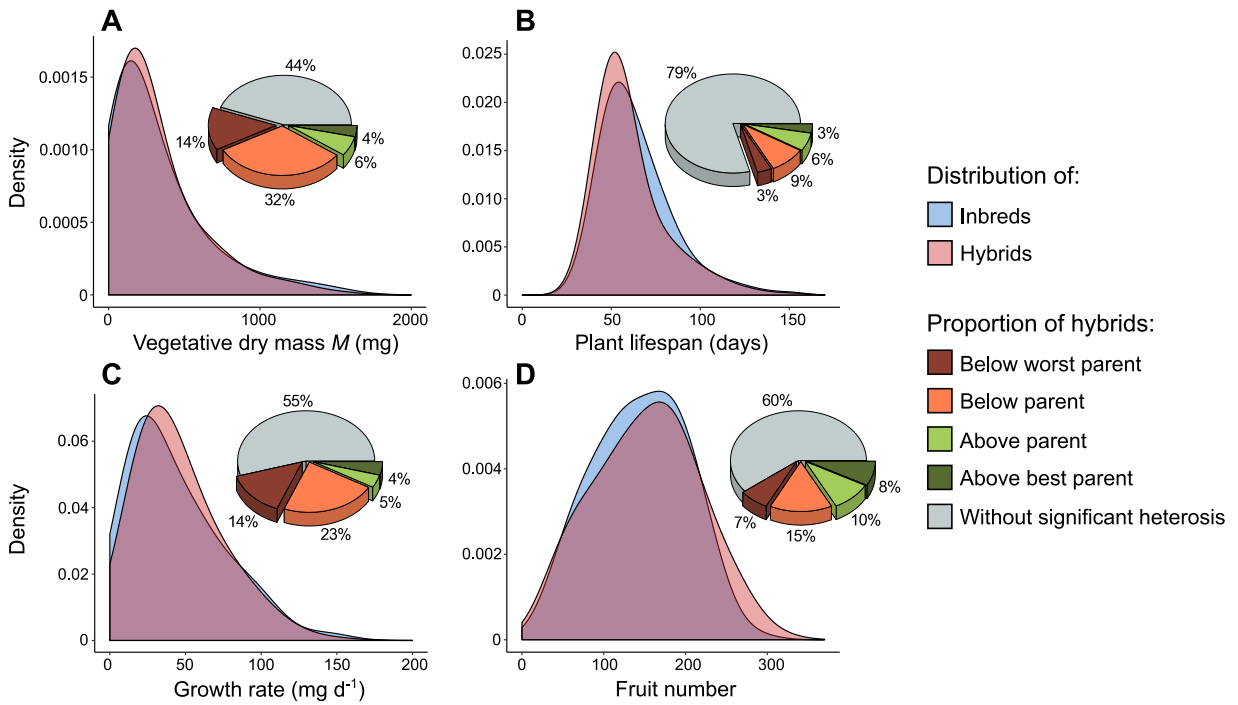 A
Density
0.0015
0.0010
0.0005
0
0
1000
2000
Vegetative dry mass M (mg)
44%
14%
32%
6%
4%
B
0.025
0.020
0.015
0.010
0.005
0
0
50
100
150
Plant lifespan (days)
79%
3%
9%
6%
3%
C
Density
0.06
0.04
0.02
0
0
50
100
150
200
Growth rate (mg d⁻¹)
55%
14%
23%
5%
4%
D
0.006
0.004
0.002
0
0
100
200
300
Fruit number
60%
7%
15%
10%
8%
Distribution of:
Inbreds
Hybrids
Proportion of hybrids:
Below worst parent
Below parent
Above parent
Above best parent
Without significant heterosis